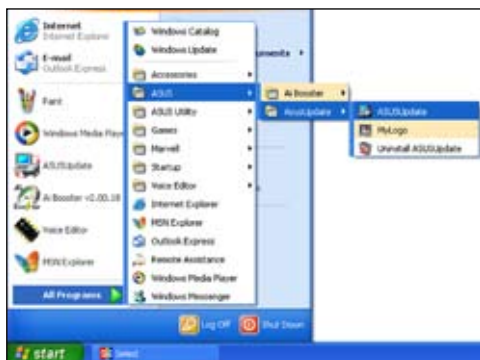 Internet
Internet Explorer
E-mail
Outlook Express
Paint
Windows Media Player
ASUSUpdate
Ai Booster v2.00.18
Voice Editor
MSN Explorer
All Programs
Windows Catalog
Windows Update
Accessories
ASUS
ASUS Utility
Games
Marvell
Startup
Voice Editor
Internet Explorer
MSN Explorer
Outlook Express
Remote Assistance
Windows Media Player
Windows Messenger
Ai Booster
AsusUpdate
ASUSUpdate
MyLogo
Uninstall ASUSUpdate
Log Off
Shut Down
start